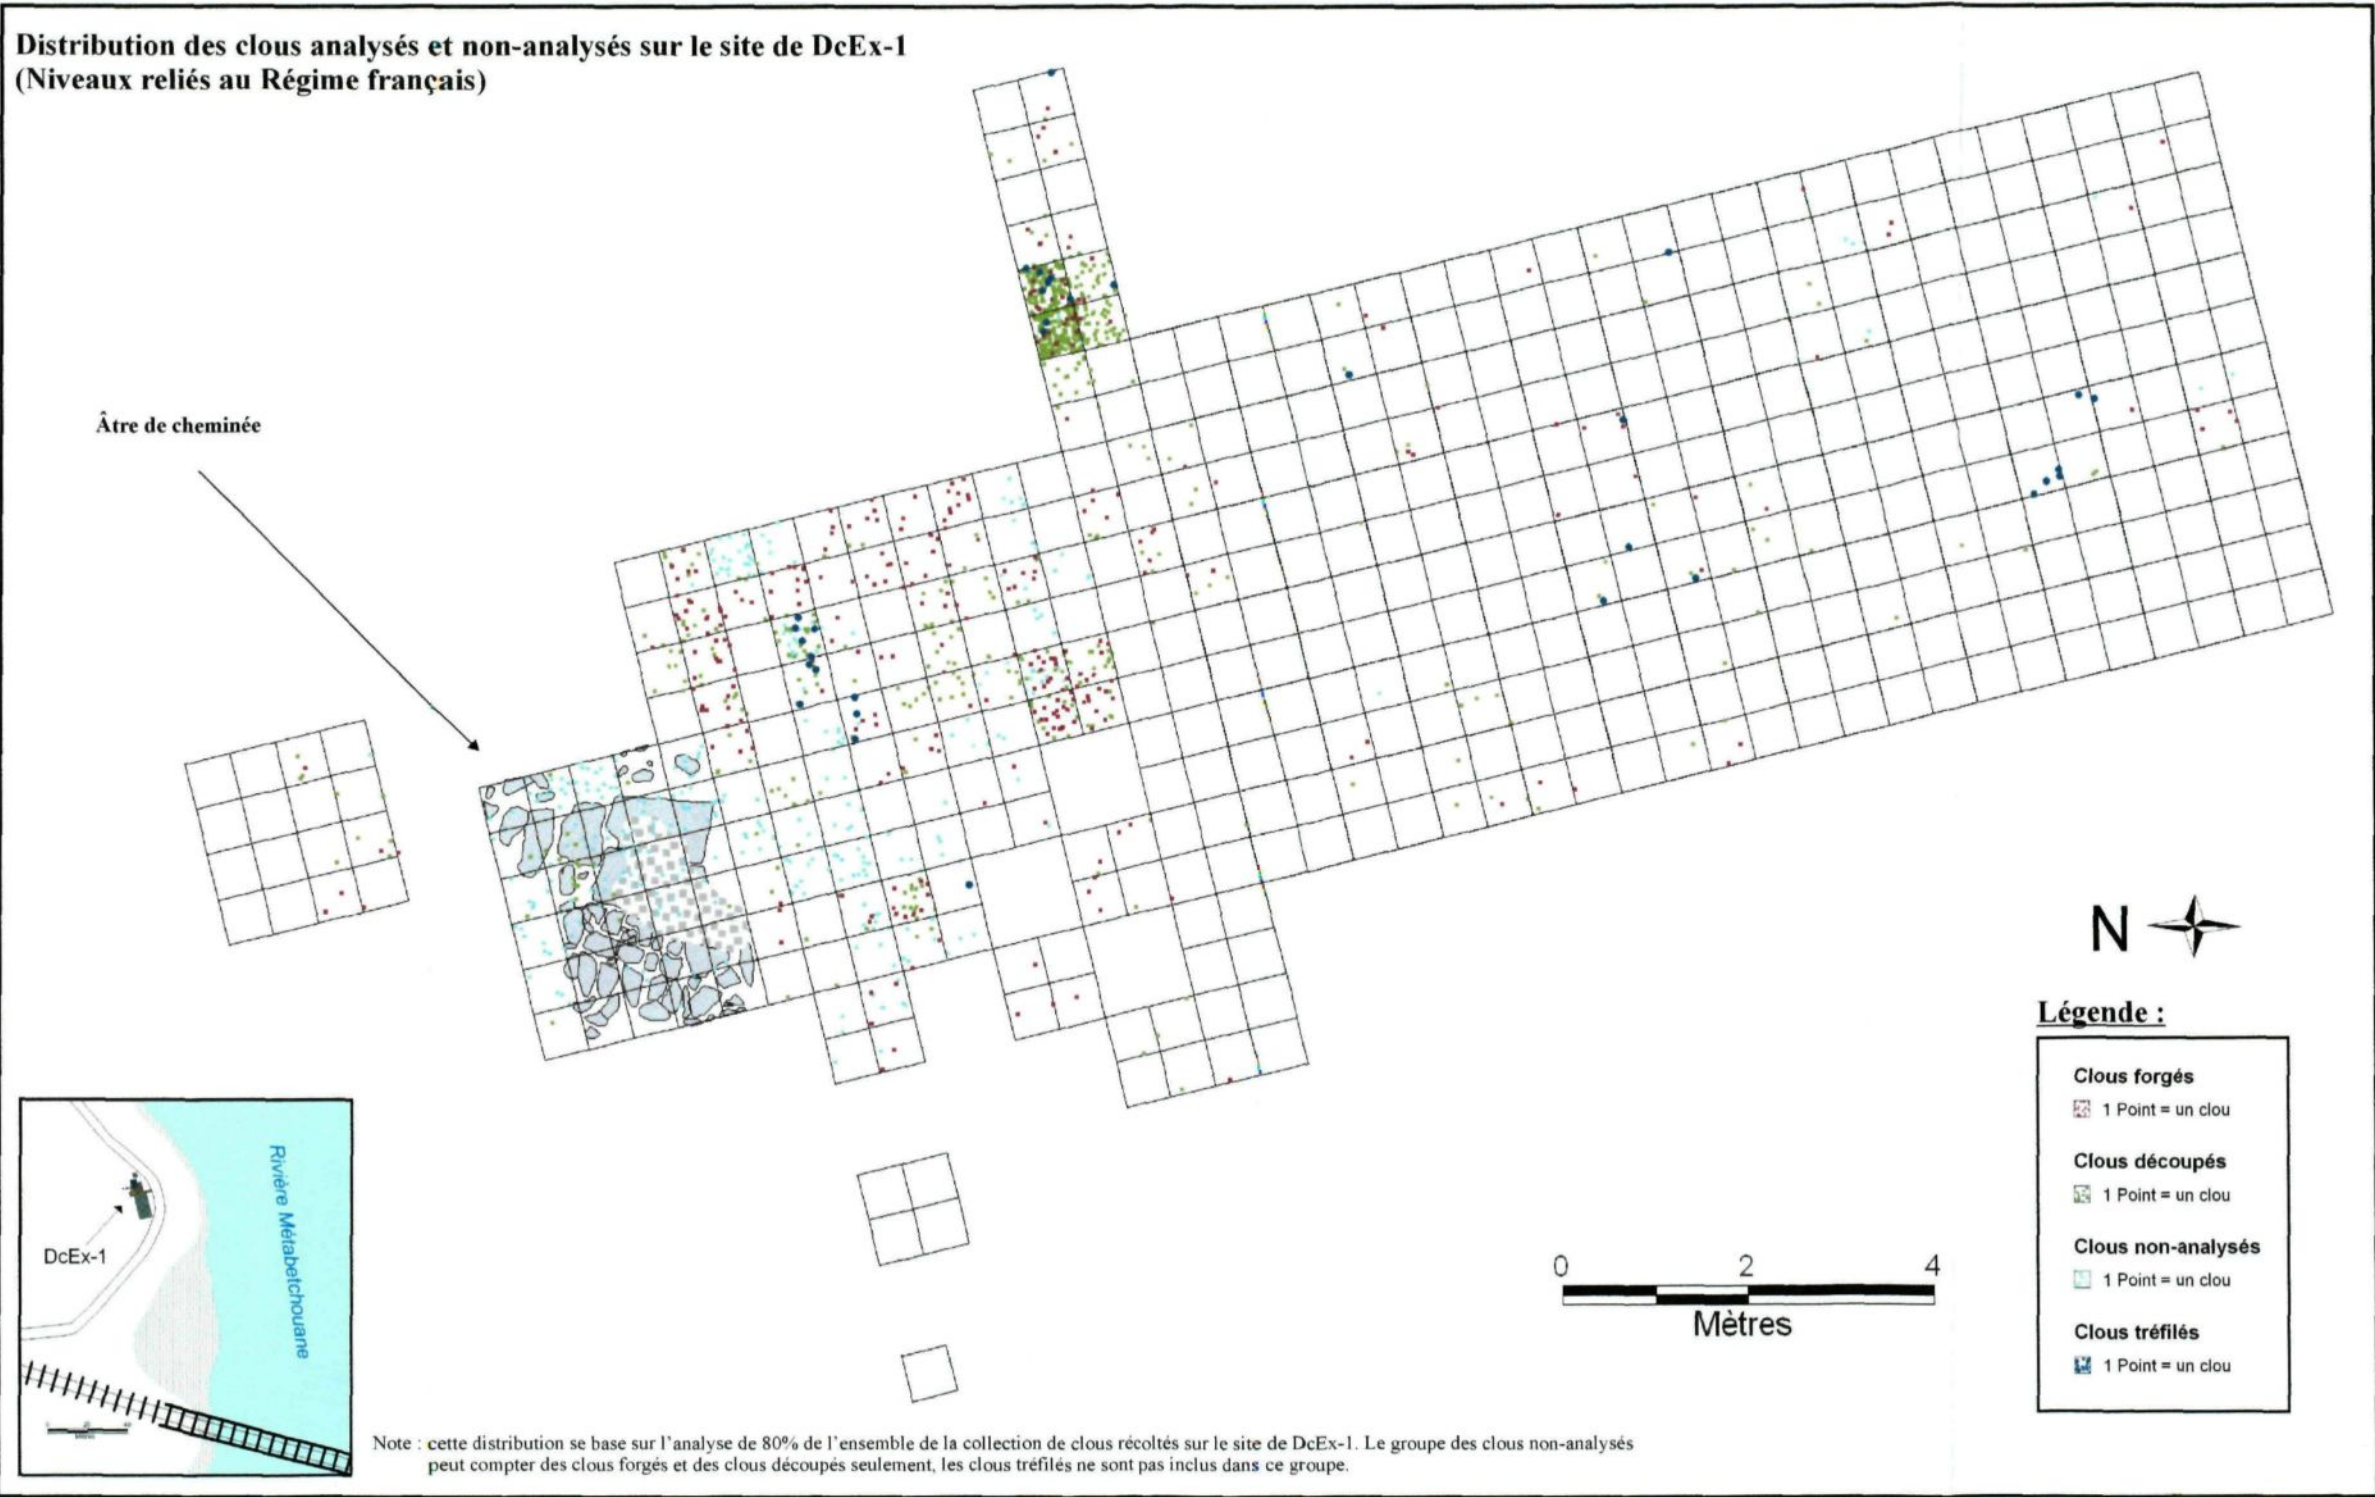 Distribution des clous analysés et non-analysés sur le site de DcEx-1
(Niveaux reliés au Régime français)
Âtre de cheminée
N
Légende :
Clous forgés
1 Point = un clou
Clous découpés
1 Point = un clou
Clous non-analysés
1 Point = un clou
Clous tréfilés
1 Point = un clou
0 2 4
Mètres
Rivière Métabetchouane
DcEx-1
Note : cette distribution se base sur l'analyse de 80% de l'ensemble de la collection de clous récoltés sur le site de DcEx-1. Le groupe des clous non-analysés
peut compter des clous forgés et des clous découpés seulement, les clous tréfilés ne sont pas inclus dans ce groupe.